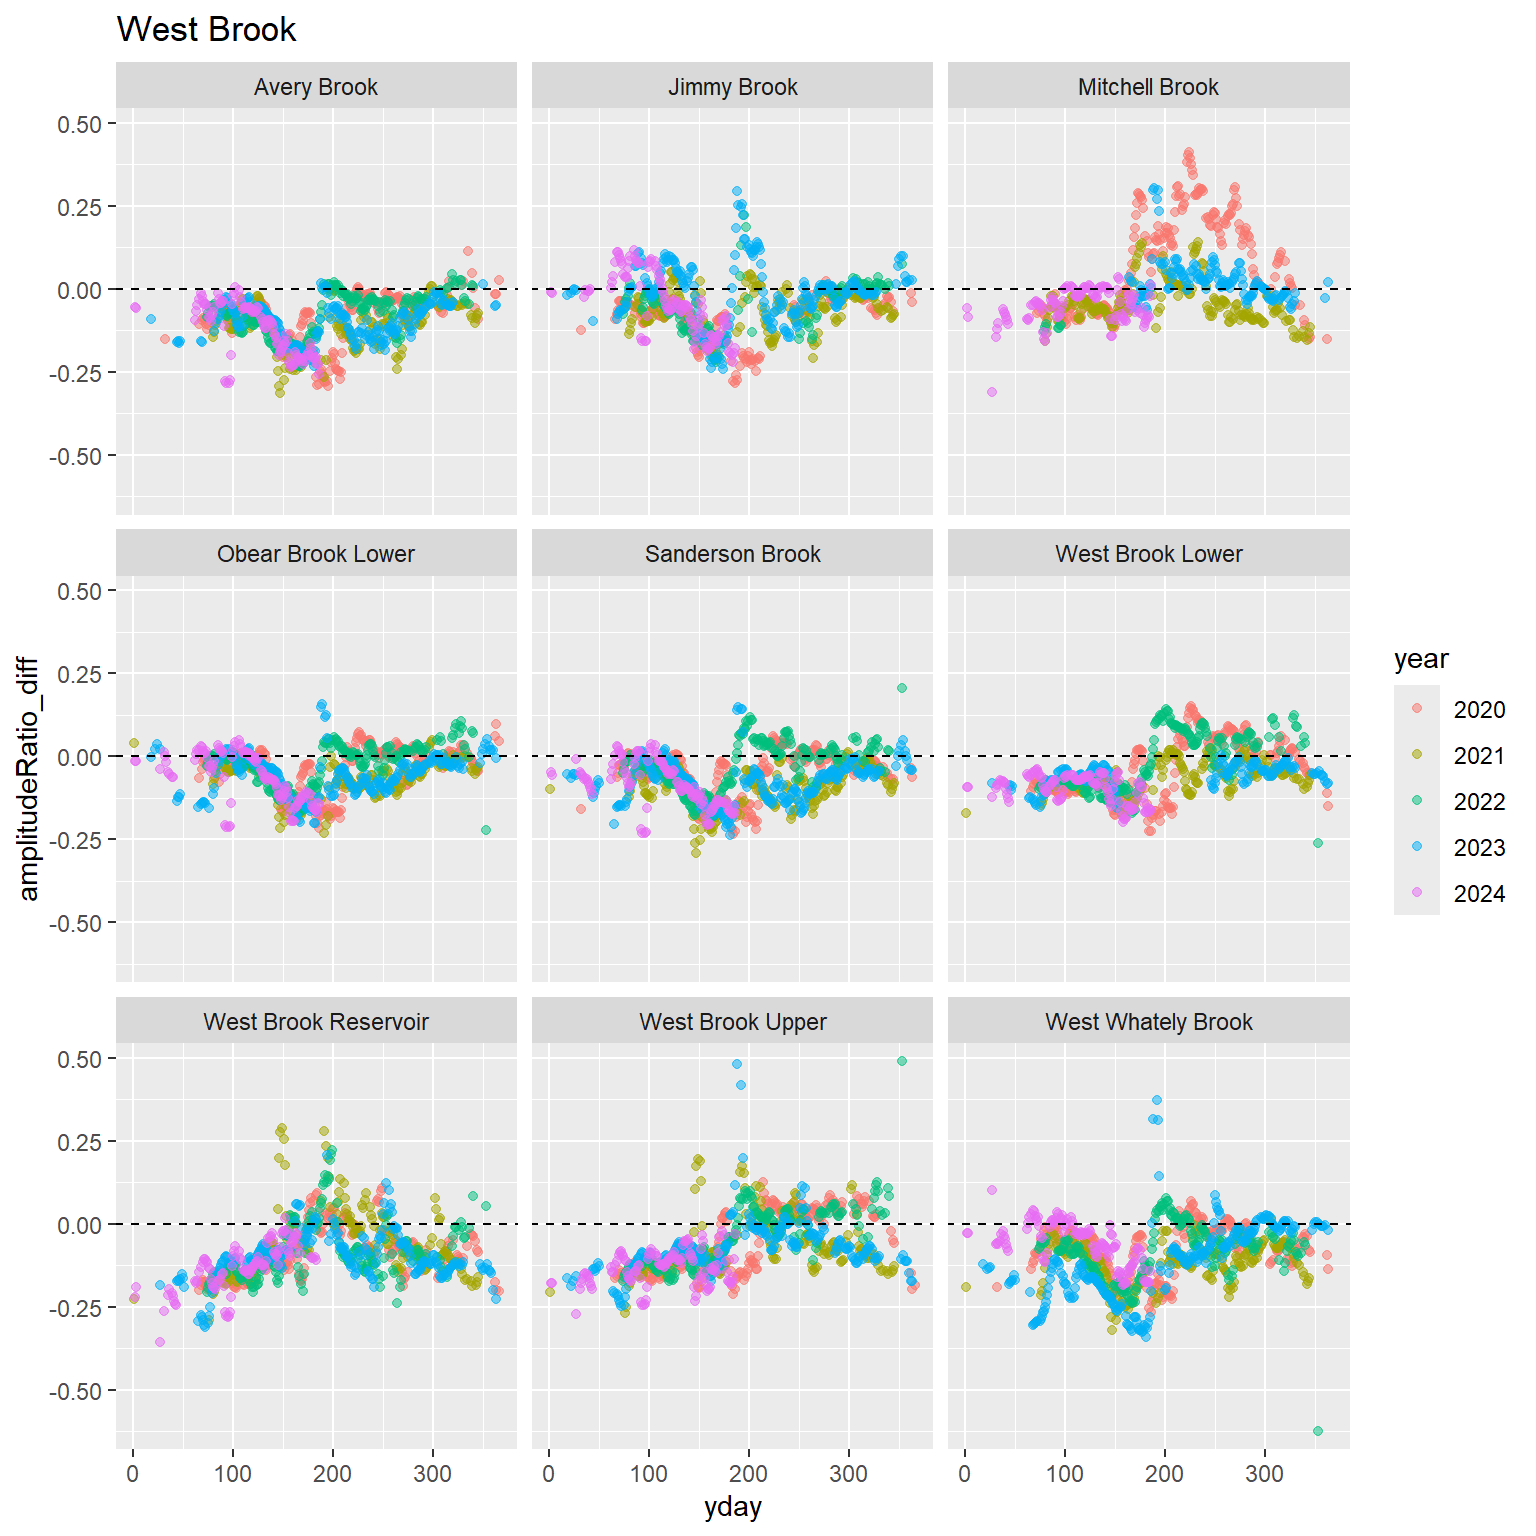 West Brook
Avery Brook
Jimmy Brook
Mitchell Brook
0.50
0.25
0.00
-0.25
-0.50
Obear Brook Lower
Sanderson Brook
West Brook Lower
0.50
0.25
0.00
-0.25
-0.50
West Brook Reservoir
West Brook Upper
West Whately Brook
0.50
0.25
0.00
-0.25
-0.50
0 100 200 300
0 100 200 300
0 100 200 300
yday
amplitudeRatio_diff
year
2020
2021
2022
2023
2024